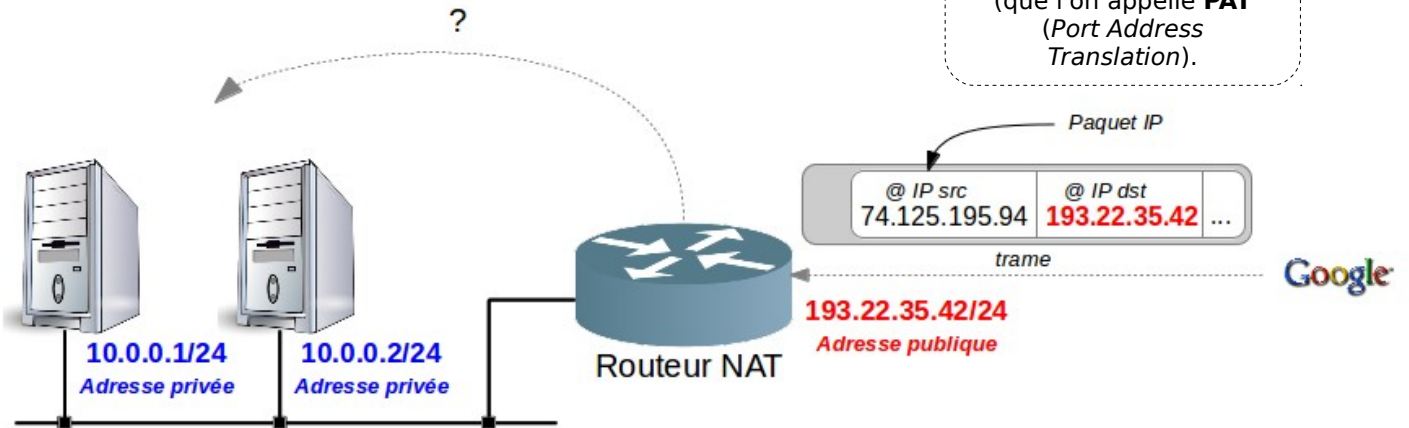 (que l'on appelle PAT
(Port Address
Translation).
?
Paquet IP
@ IP src @ IP dst
74.125.195.94 193.22.35.42 ...
trame
Google
193.22.35.42/24
Adresse publique
Routeur NAT
10.0.0.1/24 10.0.0.2/24
Adresse privée Adresse privée